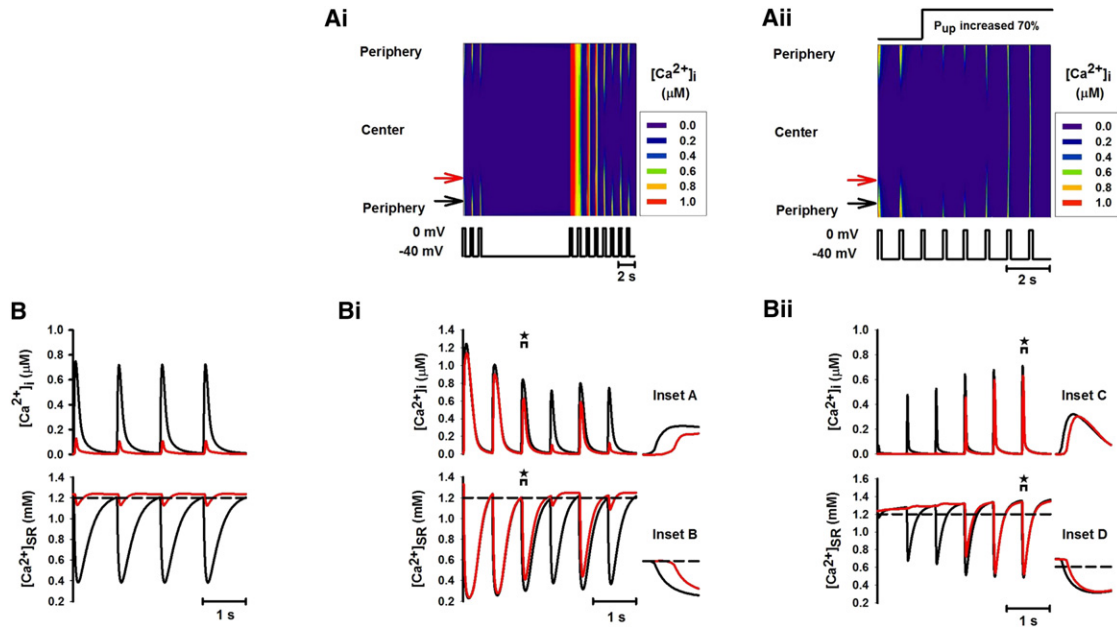 Ai
Periphery
Center
Periphery
[Ca2+]i
(μM)
0.0
0.2
0.4
0.6
0.8
1.0
0 mV
-40 mV
2 s
Aii
Pup increased 70%
Periphery
Center
Periphery
[Ca2+]i
(μM)
0.0
0.2
0.4
0.6
0.8
1.0
0 mV
-40 mV
2 s
B
[Ca2+]i (μM)
1.0
0.8
0.6
0.4
0.2
0.0
[Ca2+]SR (mM)
1.4
1.2
1.0
0.8
0.6
0.4
0.2
1 s
Bi
[Ca2+]i (μM)
1.4
1.2
1.0
0.8
0.6
0.4
0.2
0.0
★
Inset A
[Ca2+]SR (mM)
1.4
1.2
1.0
0.8
0.6
0.4
0.2
★
Inset B
1 s
Bii
[Ca2+]i (μM)
1.0
0.8
0.6
0.4
0.2
0.0
★
Inset C
[Ca2+]SR (mM)
1.6
1.4
1.2
1.0
0.8
0.6
0.4
0.2
★
Inset D
1 s